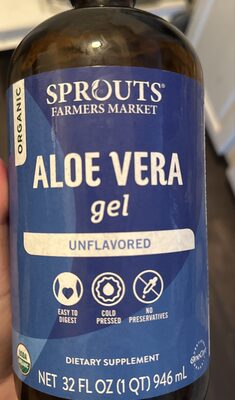 ORGANIC
SPROUTS®
FARMERS MARKET
ALOE VERA
gel
UNFLAVORED
EASY TO
DIGEST
COLD
PRESSED
NO
PRESERVATIVES
USDA
DIETARY SUPPLEMENT
NET 32 FL OZ (1 QT) 946 mL